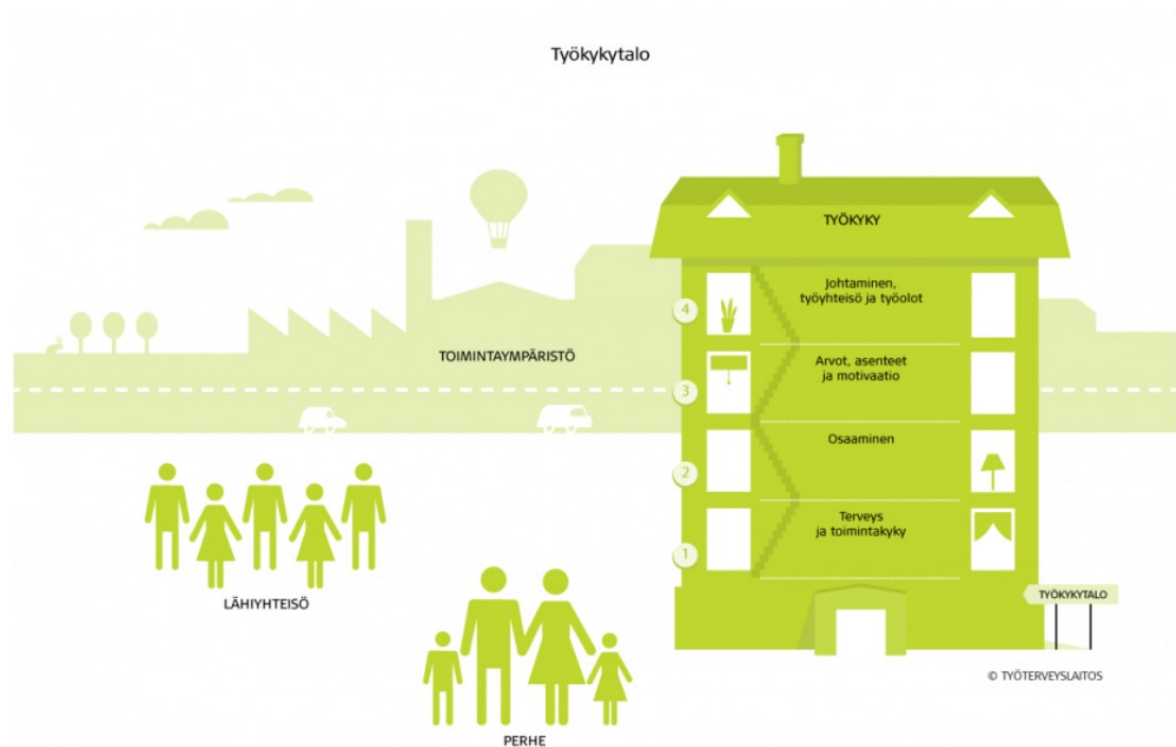 Työkykytalo
TYÖKYKY
4
Johtaminen,
työyhteisö ja työolot
TOIMINTAYMPÄRISTÖ
3
Arvot, asenteet
ja motivaatio
2
Osaaminen
1
Terveys
ja toimintakyky
LÄHIYHTEISÖ
TYÖKYKYTALO
© TYÖTERVEYSLAITOS
PERHE